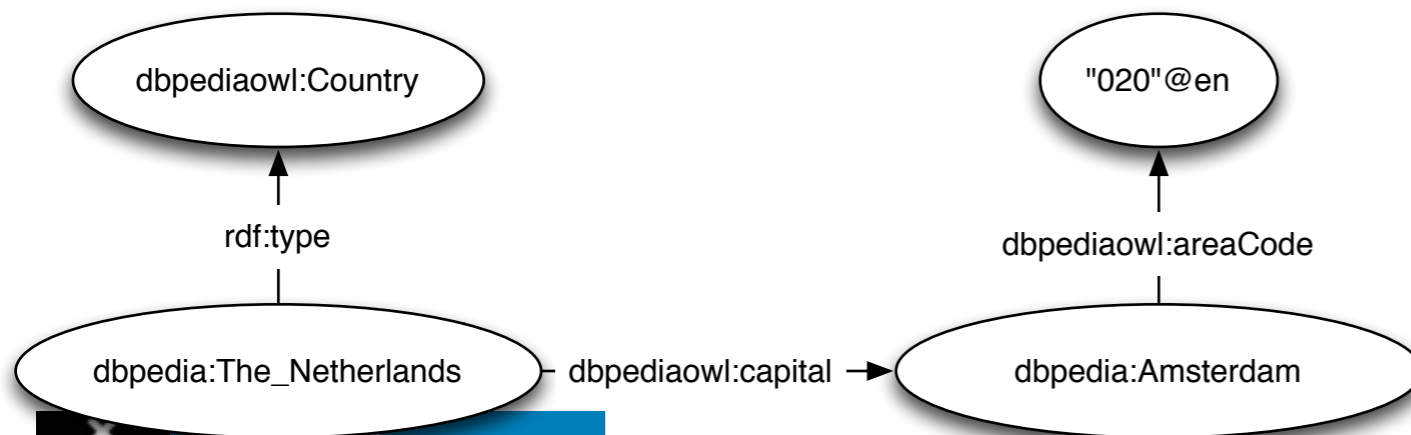 dbpediaowl:Country
"020"@en
rdf:type
dbpediaowl:areaCode
dbpedia:The_Netherlands
dbpediaowl:capital
dbpedia:Amsterdam